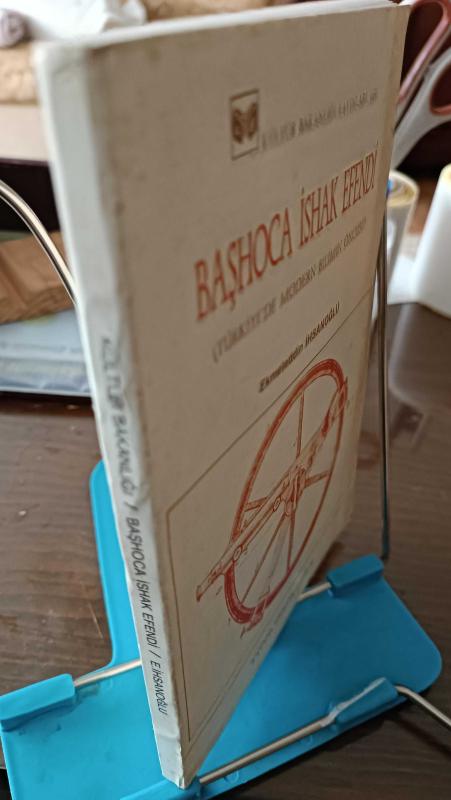 KÜLTÜR BAKANLIĞI YAYINLARI
BAŞHOCA İSHAK EFENDİ
(TÜRKİYE'DE MODERN BİLİMİN ÖNCÜSÜ)
Ekmeleddin İHSANOĞLU
KÜLTÜR BAKANLIĞI / BAŞHOCA İSHAK EFENDİ / E.İHSANOĞLU